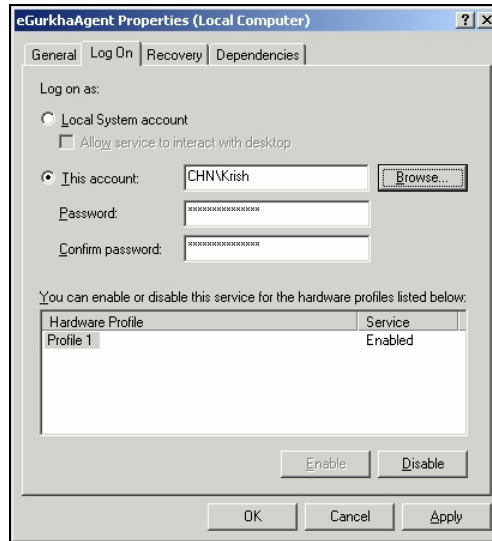 eGurkhaAgent Properties (Local Computer)
General Log On Recovery Dependencies
Log on as:
Local System account
Allow service to interact with desktop
This account: CHN\Krish Browse...
Password: ***************
Confirm password: ***************
You can enable or disable this service for the hardware profiles listed below:
Hardware Profile Service
Profile 1 Enabled
Enable Disable
OK Cancel Apply